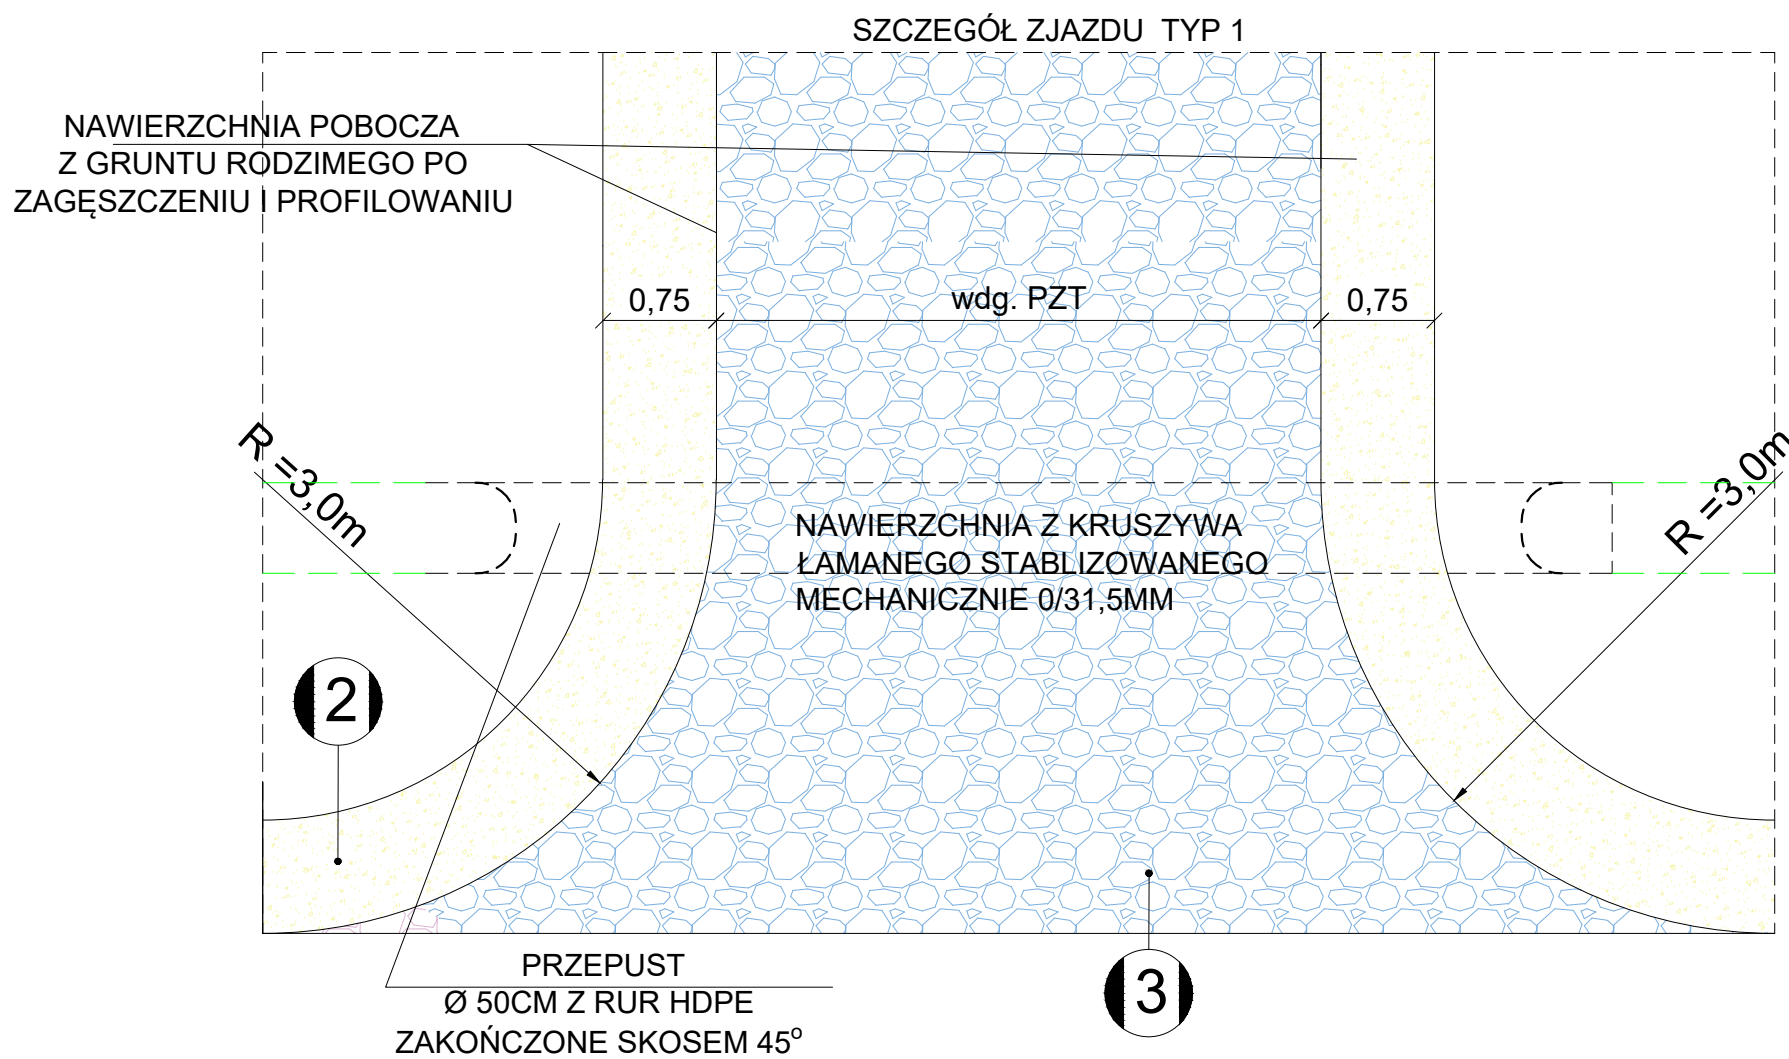 SZCZEGÓŁ ZJAZDU TYP 1
NAWIERZCHNIA POBOCZA
Z GRUNTU RODZIMEGO PO
ZAGĘSZCZENIU I PROFILOWANIU
0,75
wdg. PZT
0,75
R =3,0m
R =3,0m
NAWIERZCHNIA Z KRUSZYWA
ŁAMANEGO STABLIZOWANEGO
MECHANICZNIE 0/31,5MM
2
3
PRZEPUST
Ø 50CM Z RUR HDPE
ZAKOŃCZONE SKOSEM 45°